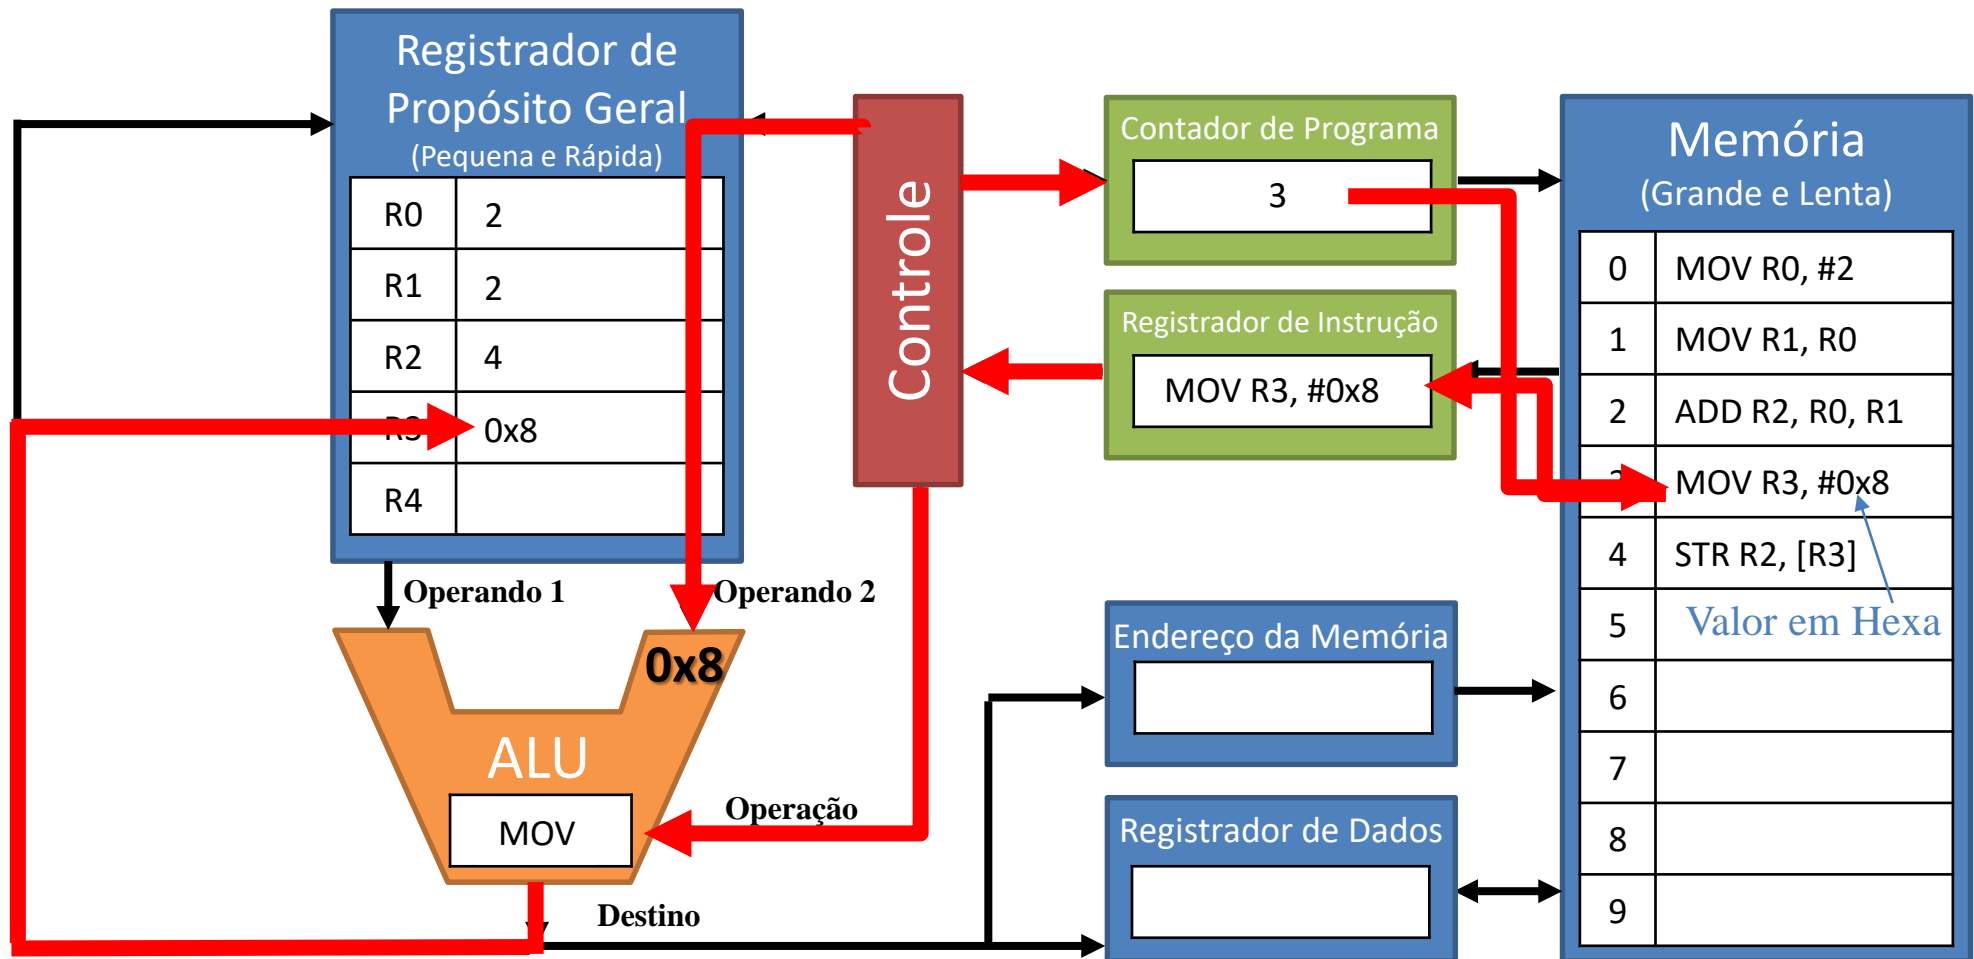 Registrador de
Propósito Geral
(Pequena e Rápida)
R0 2
R1 2
R2 4
R3 0x8
R4
Operando 1
Operando 2
0x8
ALU
MOV
Operação
Destino
Controle
Contador de Programa
3
Registrador de Instrução
MOV R3, #0x8
Endereço da Memória
Registrador de Dados
Memória
(Grande e Lenta)
0 MOV R0, #2
1 MOV R1, R0
2 ADD R2, R0, R1
3 MOV R3, #0x8
4 STR R2, [R3]
5 Valor em Hexa
6
7
8
9